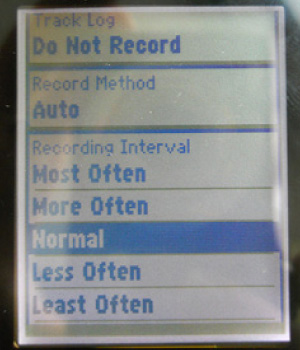 Track Log
Do Not Record
Record Method
Auto
Recording Interval
Most Often
More Often
Normal
Less Often
Least Often